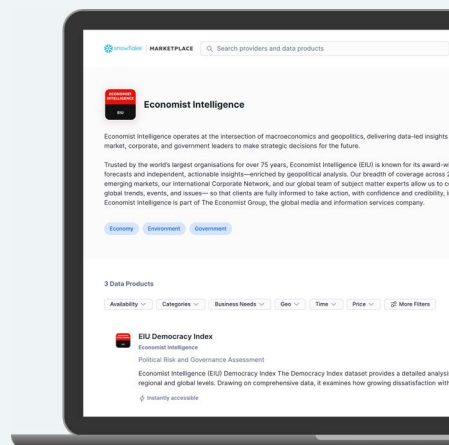 snowflake | MARKETPLACE Search providers and data products
ECONOMIST
INTELLIGENCE
EIU
Economist Intelligence
Economist Intelligence operates at the intersection of macroeconomics and geopolitics, delivering data-led insights
market, corporate, and government leaders to make strategic decisions for the future.
Trusted by the world's largest organisations for over 75 years, Economist Intelligence (EIU) is known for its award-wi
forecasts and independent, actionable insights—enriched by geopolitical analysis. Our breadth of coverage across 2
emerging markets, our international Corporate Network, and our global team of subject matter experts allow us to c
global trends, events, and issues— so that clients are fully informed to take action, with confidence and credibility, i
Economist Intelligence is part of The Economist Group, the global media and information services company.
Economy Environment Government
3 Data Products
Availability Categories Business Needs Geo Time Price More Filters
EIU Democracy Index
Economist Intelligence
Political Risk and Governance Assessment
Economist Intelligence (EIU) Democracy Index The Democracy Index dataset provides a detailed analysi
regional and global levels. Drawing on comprehensive data, it examines how growing dissatisfaction with
Instantly accessible